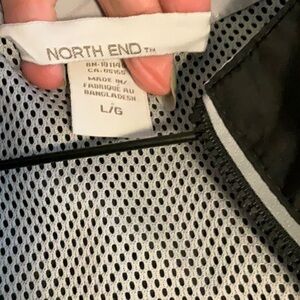 NORTH END™
MADE IN/
FABRIQUÉ AU
BANGLADESH
L/G